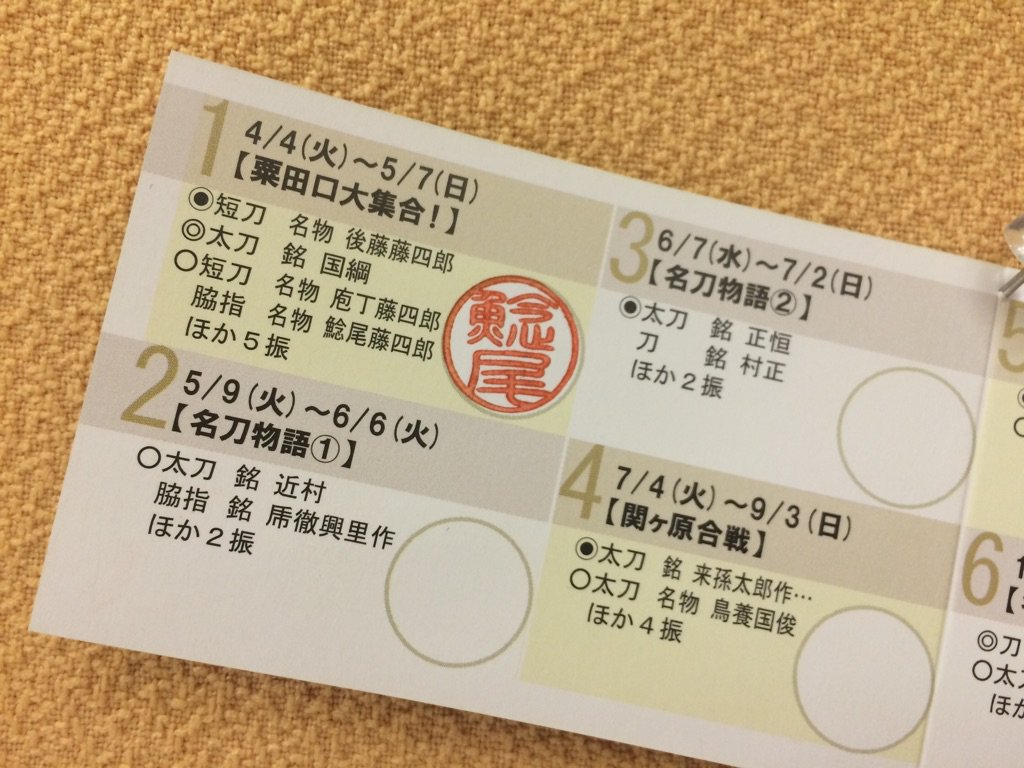 1
4/4(火)～5/7(日)
【粟田口大集合!】
◉短刀 名物 後藤藤四郎
◎太刀 銘 国綱
○短刀 名物 庖丁藤四郎
脇指 名物 鯰尾藤四郎
ほか5振
鯰尾
2
5/9(火)～6/6(火)
【名刀物語①】
○太刀 銘 近村
脇指 銘 乕徹興里作
ほか2振
3
6/7(水)～7/2(日)
【名刀物語②】
◉太刀 銘 正恒
刀 銘 村正
ほか2振
4
7/4(火)～9/3(日)
【関ヶ原合戦】
◉太刀 銘 来孫太郎作…
○太刀 名物 鳥養国俊
ほか4振
5
6
1
◎刀
○太
ほ